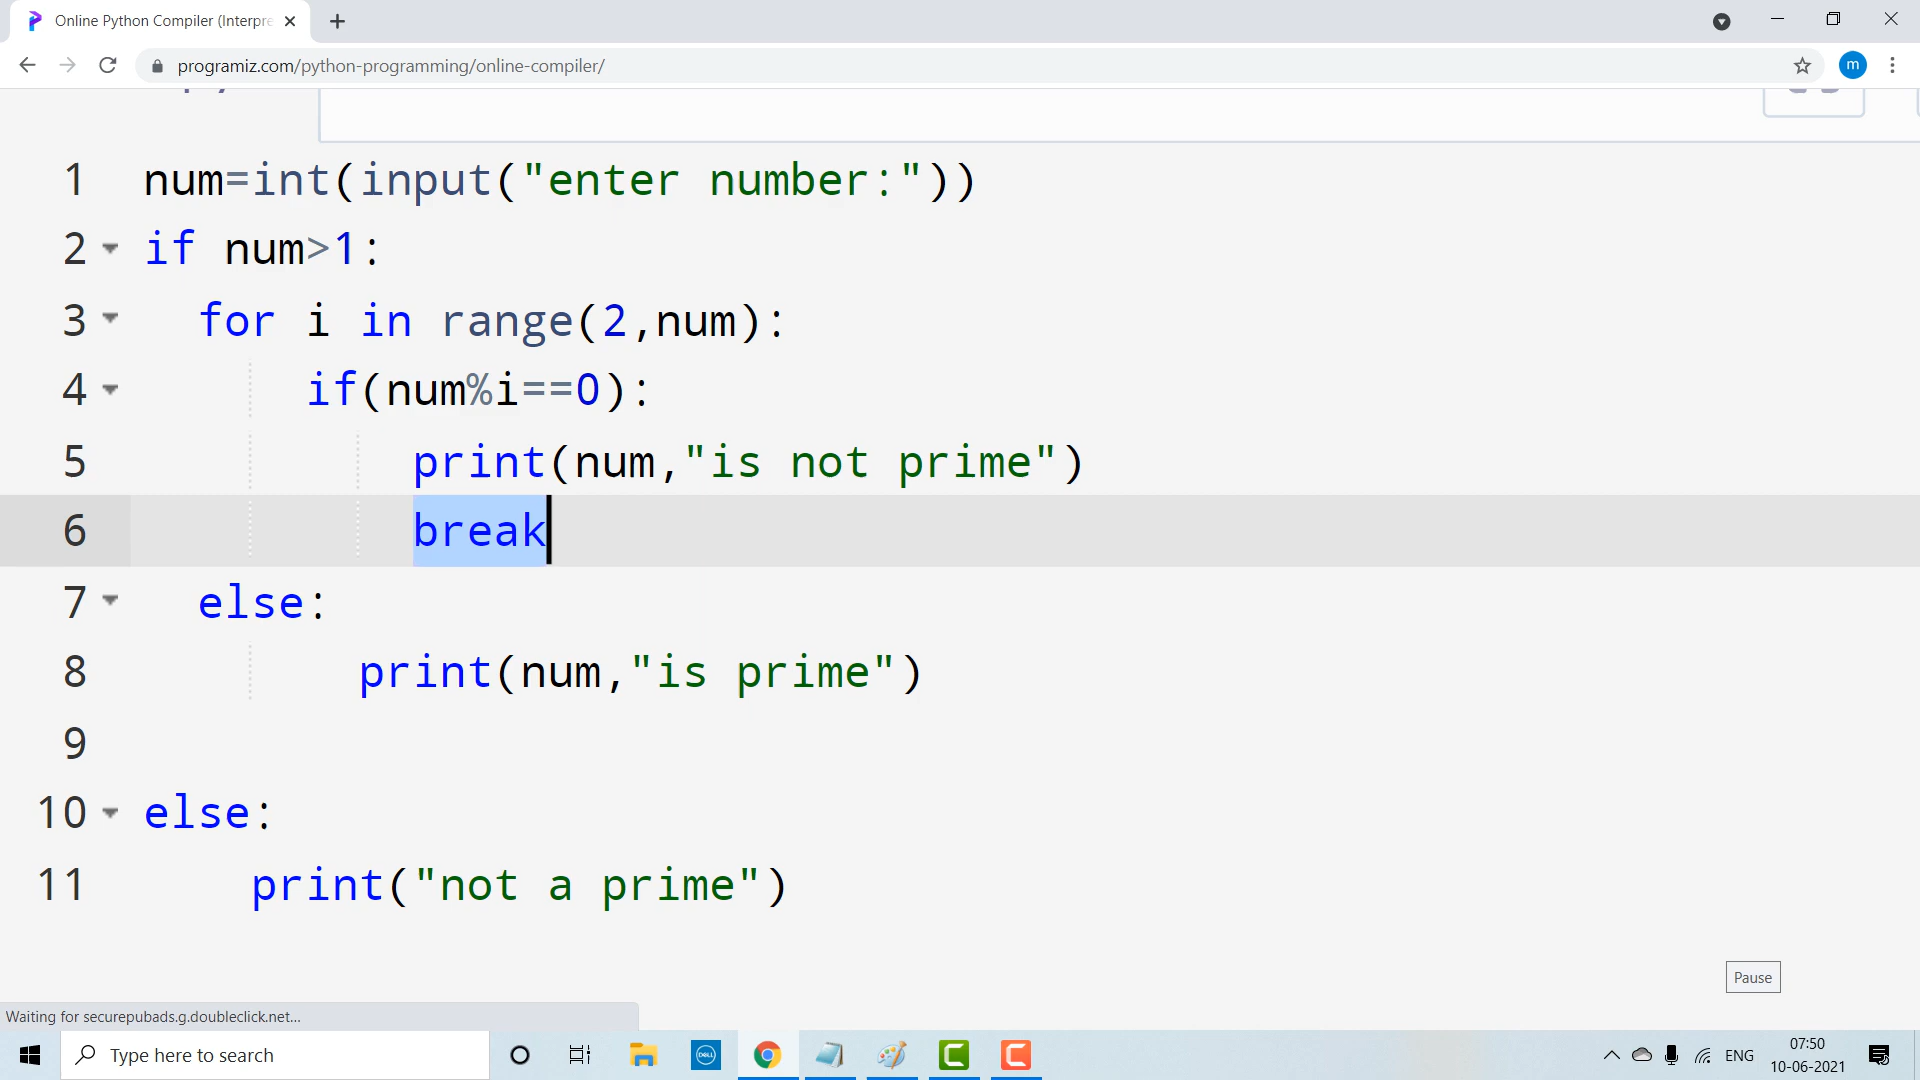 Online Python Compiler (Interpre
programiz.com/python-programming/online-compiler/
m
1 num=int(input("enter number:"))
2 if num>1:
3 for i in range(2,num):
4 if(num%i==0):
5 print(num,"is not prime")
6 break
7 else:
8 print(num,"is prime")
9
10 else:
11 print("not a prime")
Pause
Waiting for securepubads.g.doubleclick.net...
Type here to search
DELL
ENG
07:50
10-06-2021